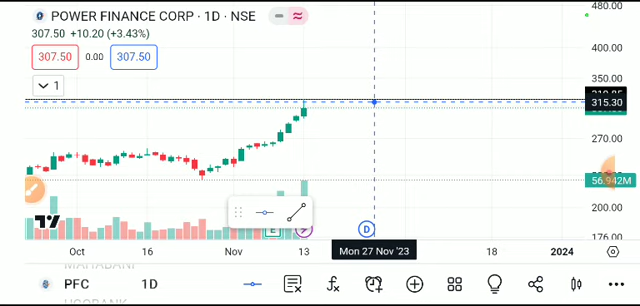 POWER FINANCE CORP · 1D · NSE
307.50 +10.20 (+3.43%)
307.50 0.00 307.50
1
480.00
400.00
350.00
315.30
270.00
56.942M
200.00
176.00
E
D
Oct 16 Nov 13 Mon 27 Nov '23 18 2024
PFC 1D